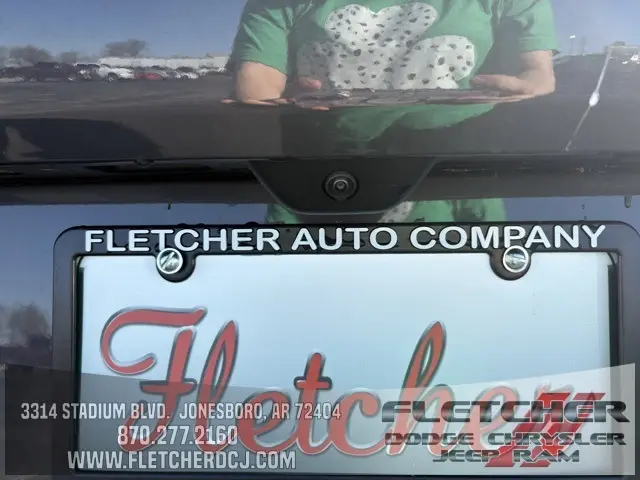 FLETCHER AUTO COMPANY
Fletcher
3314 STADIUM BLVD. JONESBORO, AR 72404
870.277.2160
WWW.FLETCHERDCJ.COM
FLETCHER
DODGE CHRYSLER
JEEP RAM